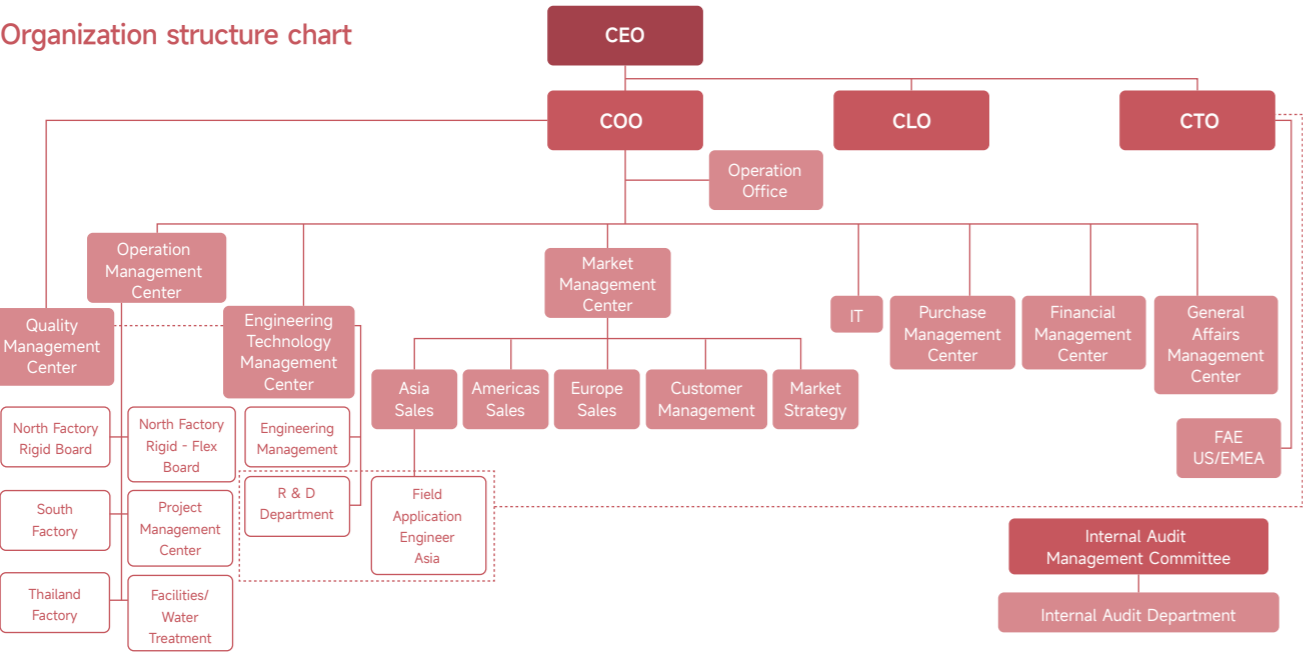 Organization structure chart
CEO
COO
CLO
CTO
Operation
Office
Operation
Management
Center
Market
Management
Center
Quality
Management
Center
Engineering
Technology
Management
Center
IT
Purchase
Management
Center
Financial
Management
Center
General
Affairs
Management
Center
Asia
Sales
Americas
Sales
Europe
Sales
Customer
Management
Market
Strategy
North Factory
Rigid Board
North Factory
Rigid - Flex
Board
Engineering
Management
FAE
US/EMEA
South
Factory
Project
Management
Center
R & D
Department
Field
Application
Engineer
Asia
Internal Audit
Management Committee
Thailand
Factory
Facilities/
Water
Treatment
Internal Audit Department